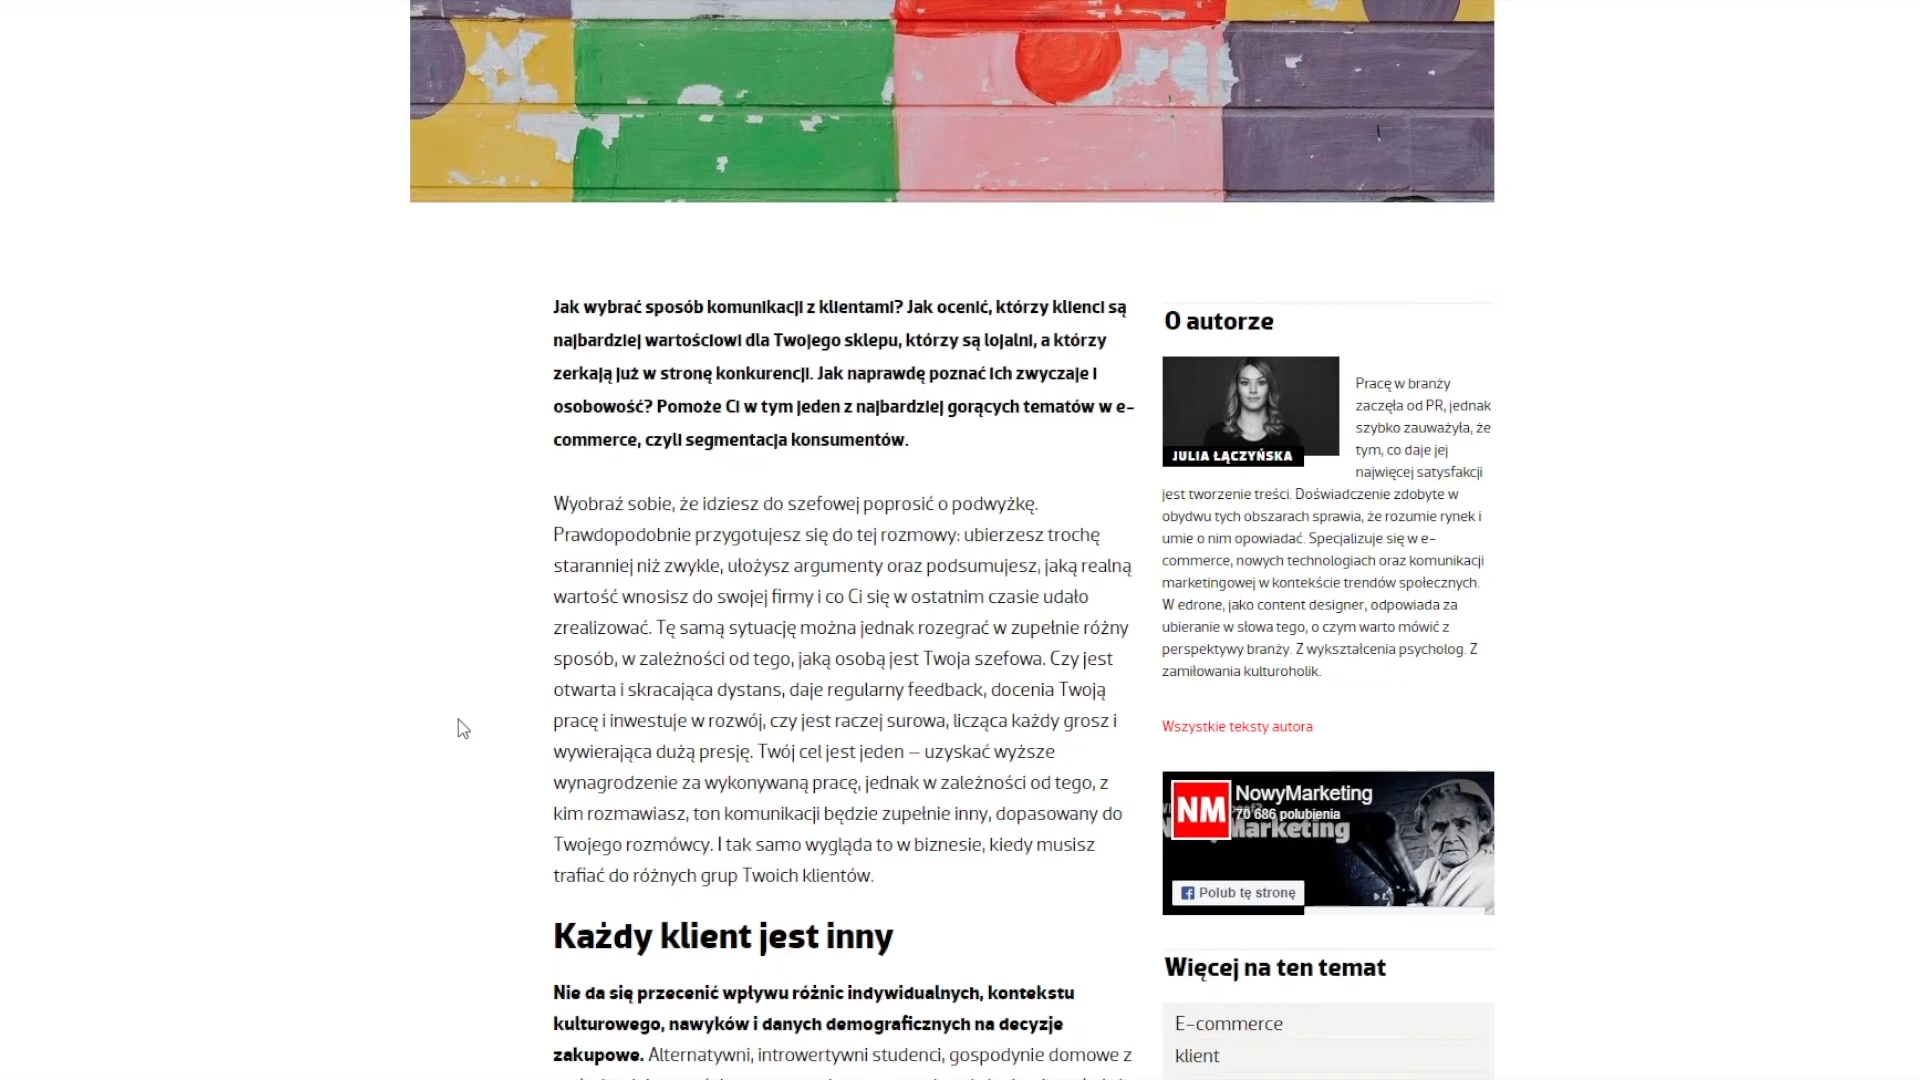 Jak wybrać sposób komunikacji z klientami? Jak ocenić, którzy klienci są
najbardziej wartościowi dla Twojego sklepu, którzy są lojalni, a którzy
zerkają już w stronę konkurencji. Jak naprawdę poznać ich zwyczaje i
osobowość? Pomoże Ci w tym jeden z najbardziej gorących tematów w e-
commerce, czyli segmentacja konsumentów.
Wyobraź sobie, że idziesz do szefowej poprosić o podwyżkę.
Prawdopodobnie przygotujesz się do tej rozmowy: ubierzesz trochę
staranniej niż zwykle, ułożysz argumenty oraz podsumujesz, jaką realną
wartość wnosisz do swojej firmy i co Ci się w ostatnim czasie udało
zrealizować. Tę samą sytuację można jednak rozegrać w zupełnie różny
sposób, w zależności od tego, jaką osobą jest Twoja szefowa. Czy jest
otwarta i skracająca dystans, daje regularny feedback, docenia Twoją
pracę i inwestuje w rozwój, czy jest raczej surowa, licząca każdy grosz i
wywierająca dużą presję. Twój cel jest jeden – uzyskać wyższe
wynagrodzenie za wykonywaną pracę, jednak w zależności od tego, z
kim rozmawiasz, ton komunikacji będzie zupełnie inny, dopasowany do
Twojego rozmówcy. I tak samo wygląda to w biznesie, kiedy musisz
trafiać do różnych grup Twoich klientów.
Każdy klient jest inny
Nie da się przecenić wpływu różnic indywidualnych, kontekstu
kulturowego, nawyków i danych demograficznych na decyzje
zakupowe. Alternatywni, introwertywni studenci, gospodynie domowe z
O autorze
JULIA ŁĄCZYŃSKA
Pracę w branży
zaczęła od PR, jednak
szybko zauważyła, że
tym, co daje jej
najwięcej satysfakcji
jest tworzenie treści. Doświadczenie zdobyte w
obydwu tych obszarach sprawia, że rozumie rynek i
umie o nim opowiadać. Specjalizuje się w e-
commerce, nowych technologiach oraz komunikacji
marketingowej w kontekście trendów społecznych.
W edrone, jako content designer, odpowiada za
ubieranie w słowa tego, o czym warto mówić z
perspektywy branży. Z wykształcenia psycholog. Z
zamiłowania kulturoholik.
Wszystkie teksty autora
NM
NowyMarketing
70 686 polubienia
Marketing
Polub tę stronę
Więcej na ten temat
E-commerce
klient